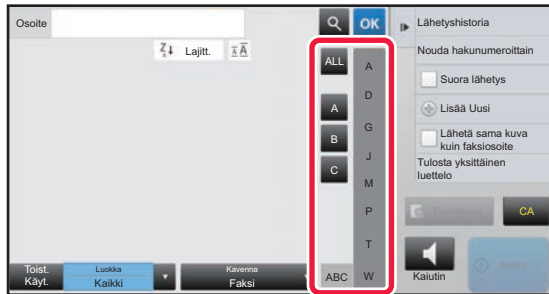 Osoite
OK
Lajitt.
ALL
A
B
C
ABC
A
D
G
J
M
P
T
W
Toist.
Käyt.
Luokka
Kaikki
Kavenna
Faksi
Lähetyshistoria
Nouda hakunumeroittain
Suora lähetys
Lisää Uusi
Lähetä sama kuva
kuin faksiosoite
Tulosta yksittäinen
luettelo
CA
Kaiutin